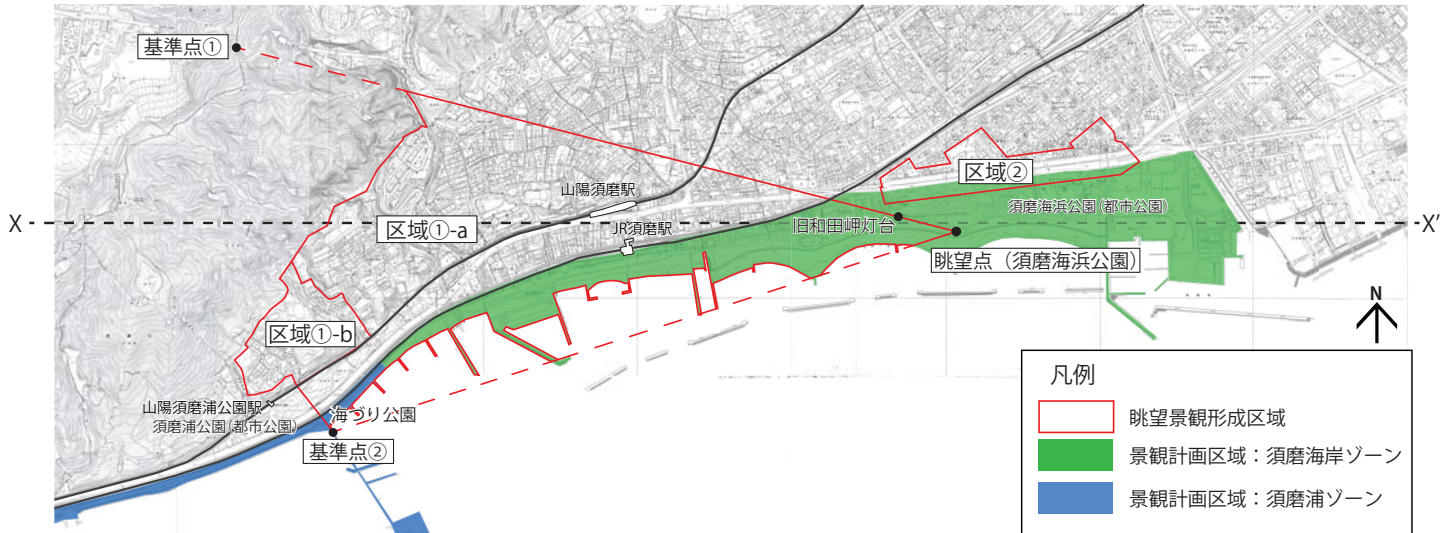 基準点①
山陽須磨駅
区域②
X
区域①-a
JR須磨駅
旧和田岬灯台
須磨海浜公園(都市公園)
X'
眺望点（須磨海浜公園）
区域①-b
N
山陽須磨浦公園駅
須磨浦公園(都市公園)
海づり公園
基準点②
凡例
眺望景観形成区域
景観計画区域：須磨海岸ゾーン
景観計画区域：須磨浦ゾーン